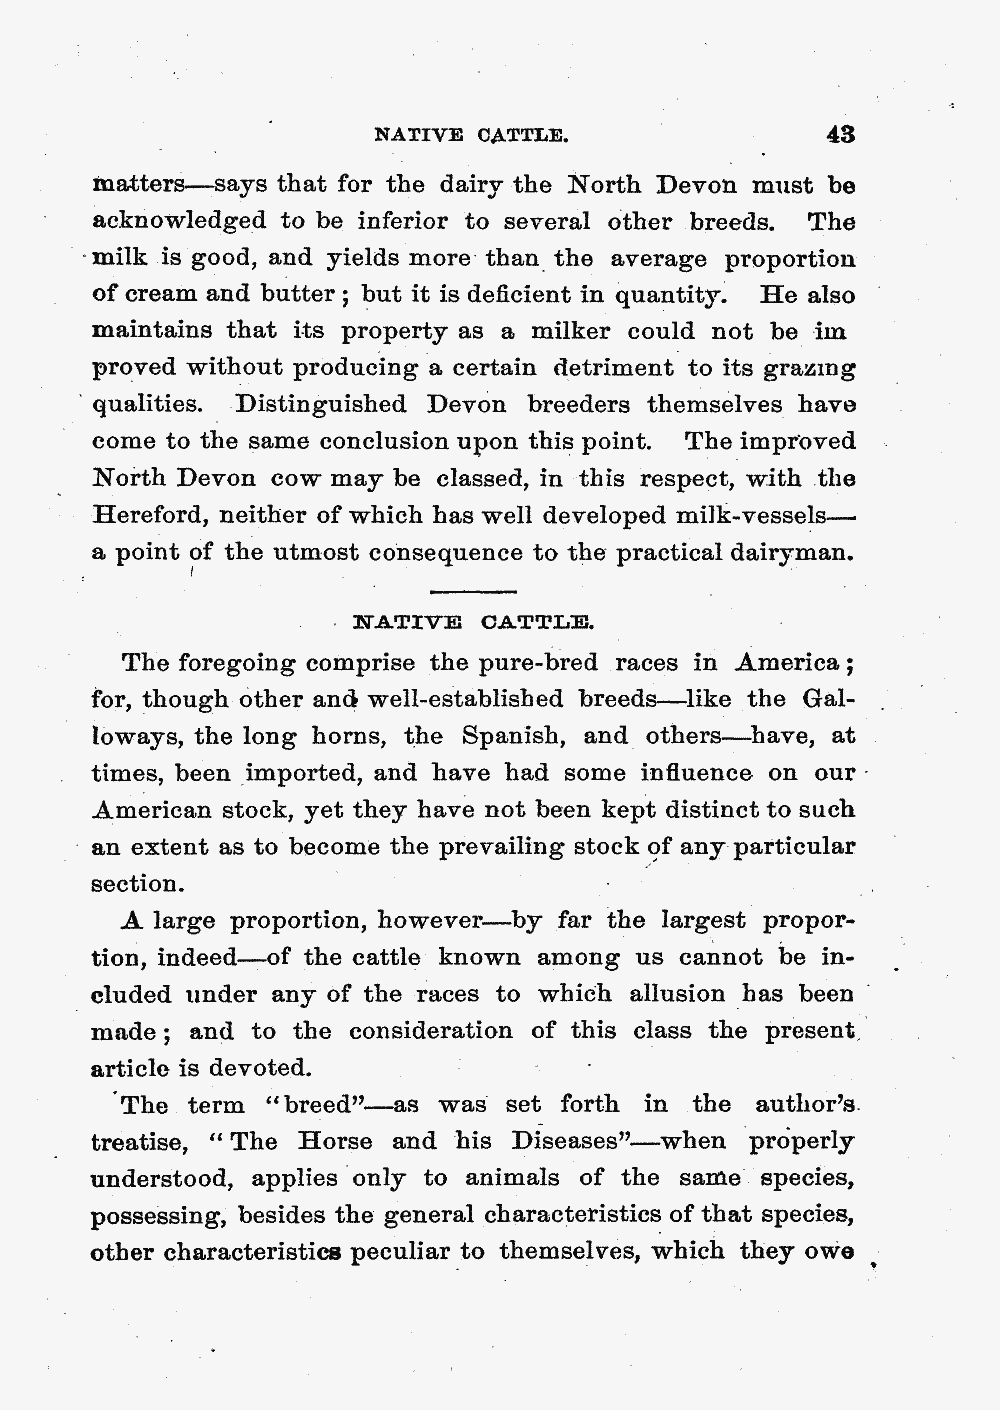 NATIVE CATTLE. 43
matters—says that for the dairy the North Devon must be
acknowledged to be inferior to several other breeds. The
milk is good, and yields more than the average proportion
of cream and butter; but it is deficient in quantity. He also
maintains that its property as a milker could not be im
proved without producing a certain detriment to its grazing
qualities. Distinguished Devon breeders themselves have
come to the same conclusion upon this point. The improved
North Devon cow may be classed, in this respect, with the
Hereford, neither of which has well developed milk-vessels—
a point of the utmost consequence to the practical dairyman.
NATIVE CATTLE.
The foregoing comprise the pure-bred races in America;
for, though other and well-established breeds—like the Gal-
loways, the long horns, the Spanish, and others—have, at
times, been imported, and have had some influence on our
American stock, yet they have not been kept distinct to such
an extent as to become the prevailing stock of any particular
section.
A large proportion, however—by far the largest propor-
tion, indeed—of the cattle known among us cannot be in-
cluded under any of the races to which allusion has been
made; and to the consideration of this class the present
article is devoted.
The term "breed"—as was set forth in the author's
treatise, "The Horse and his Diseases"—when properly
understood, applies only to animals of the same species,
possessing, besides the general characteristics of that species,
other characteristics peculiar to themselves, which they owe